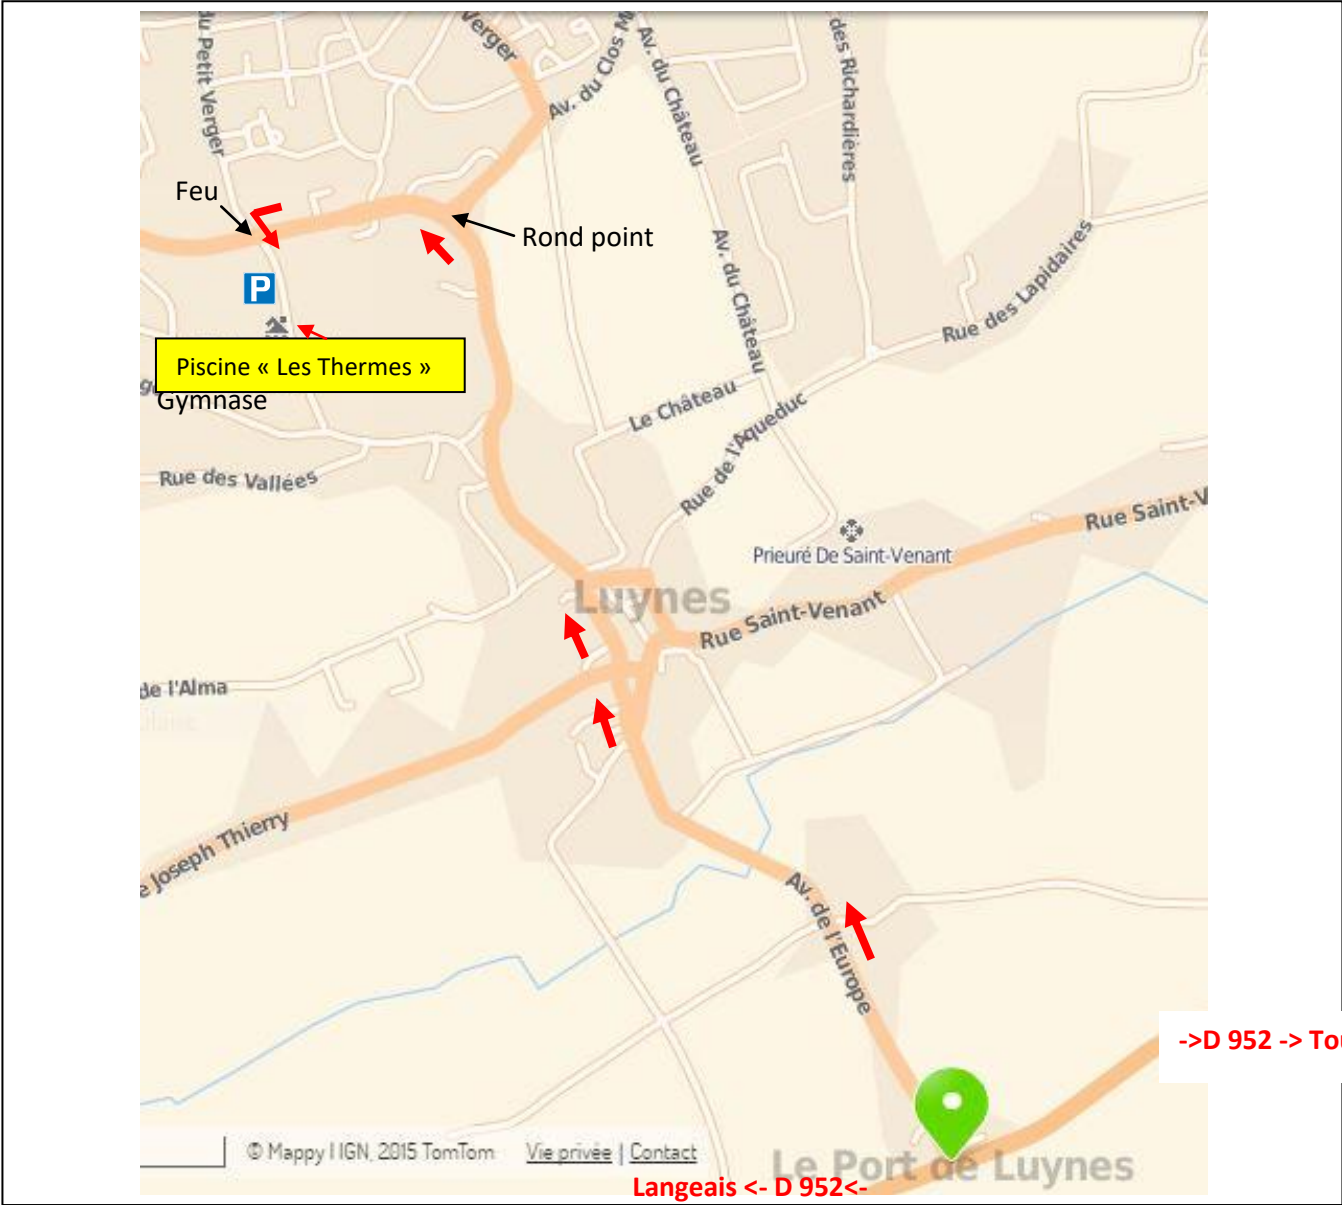 du Petit Verger
Verger
Av. du Clos M
Av. du Château
des Richardières
Feu
Rond point
Av. du Château
Rue des Lapidaires
P
Piscine « Les Thermes »
Gymnase
Le Château
Rue de l'Aqueduc
Rue des Vallées
Rue Saint-V
Prieuré De Saint-Venant
Luynes
Rue Saint-Venant
de l'Alma
e Joseph Thierry
Av. de l'Europe
->D 952 -> Tou
© Mappy | IGN, 2015 TomTom Vie privée | Contact
Le Port de Luynes
Langeais <- D 952<-